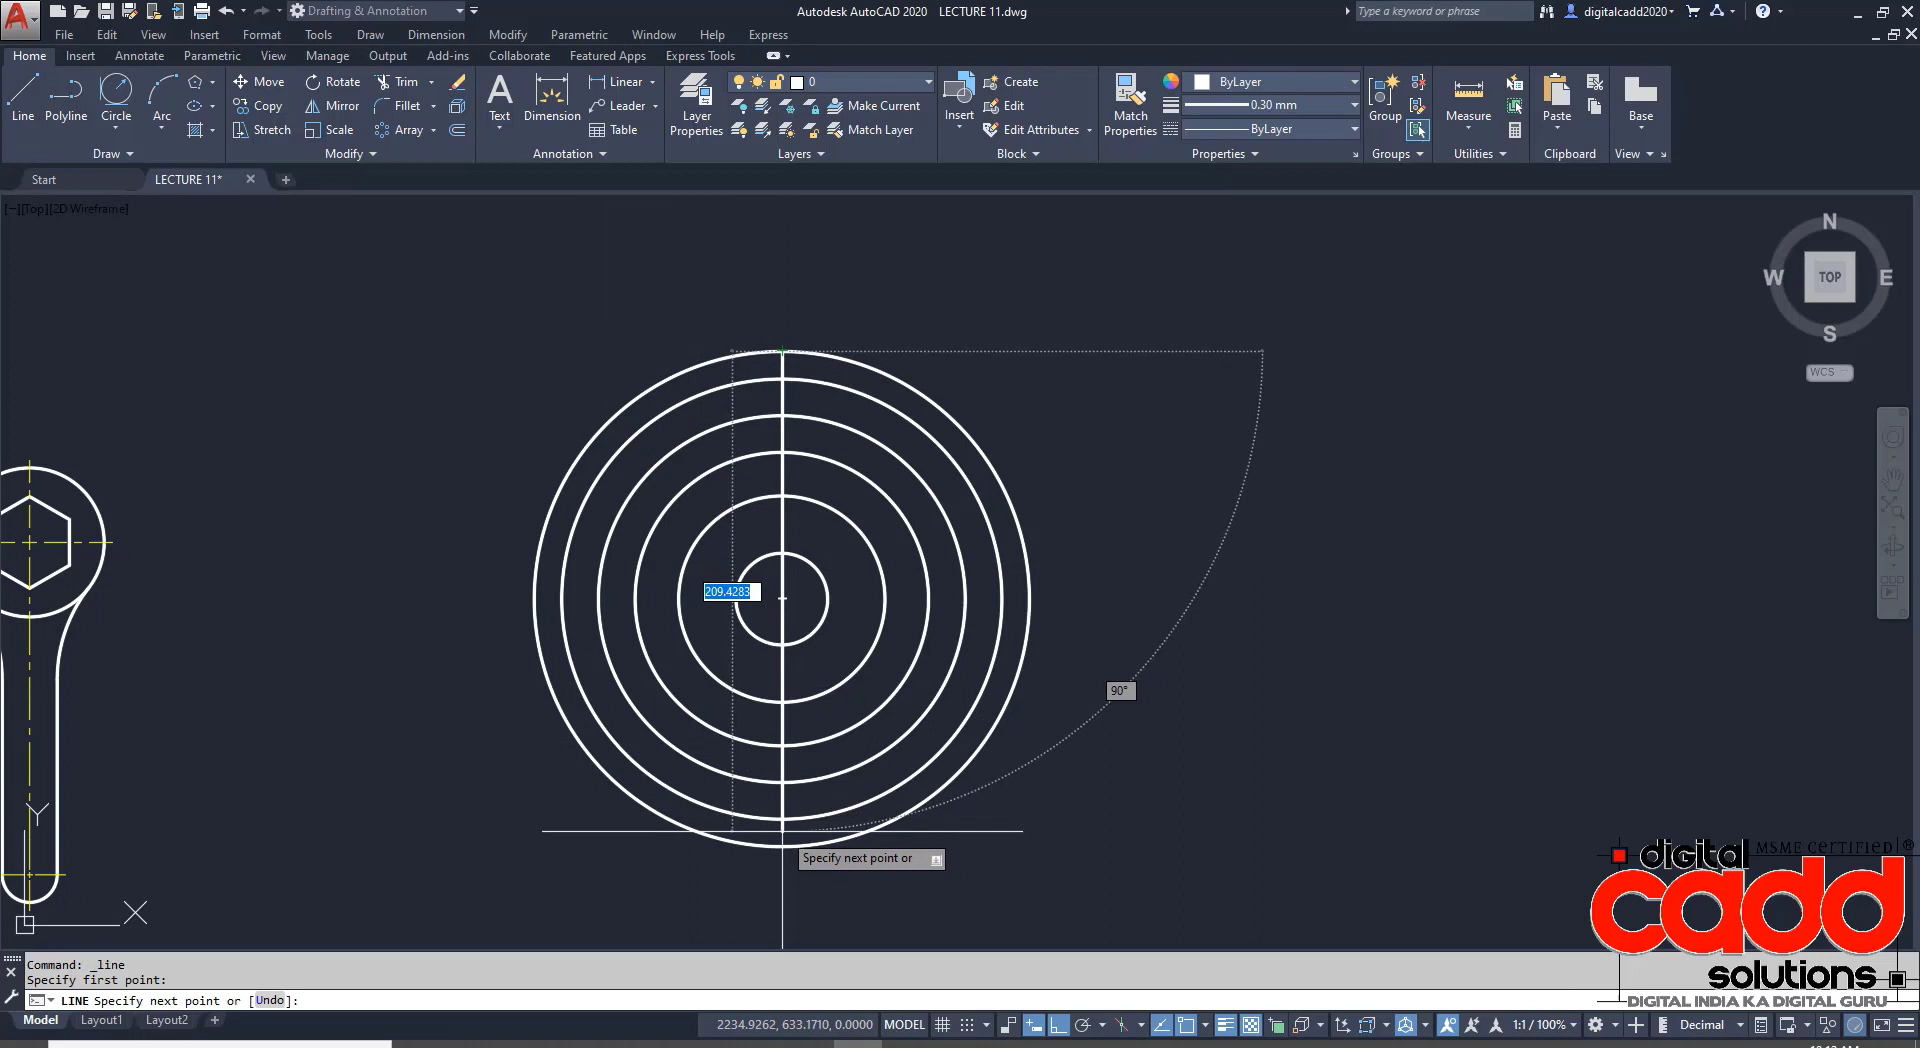 Drafting & Annotation
Autodesk AutoCAD 2020 LECTURE 11.dwg
Type a keyword or phrase
digitalcadd2020
File Edit View Insert Format Tools Draw Dimension Modify Parametric Window Help Express
Home Insert Annotate Parametric View Manage Output Add-ins Collaborate Featured Apps Express Tools
Line Polyline Circle Arc
Move Rotate Trim
Copy Mirror Fillet
Stretch Scale Array
Text Dimension
Linear
Leader
Table
Layer Properties
0
Make Current
Match Layer
Insert
Create
Edit
Edit Attributes
Match Properties
ByLayer
0.30 mm
ByLayer
Group
Measure
Paste
Base
Draw Modify Annotation Layers Block Properties Groups Utilities Clipboard View
Start LECTURE 11*
[−][Top][2D Wireframe]
N
W TOP E
S
WCS
209.4283
90°
Specify next point or
Y
X
digital MSME CERTIFIED ®
cadd
solutions
DIGITAL INDIA KA DIGITAL GURU
Command: _line
Specify first point:
LINE Specify next point or [Undo]:
Model Layout1 Layout2
2234.9262, 633.1710, 0.0000 MODEL 1:1 / 100% Decimal